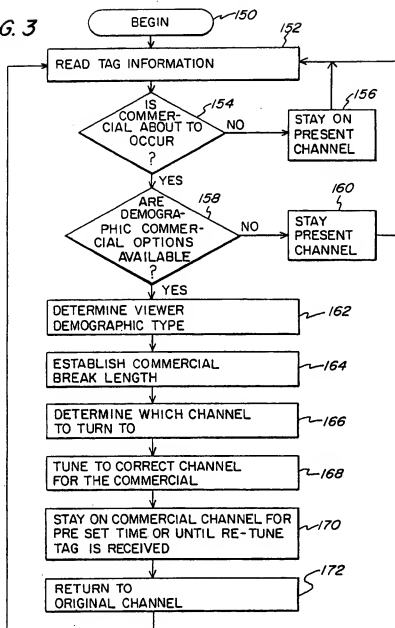 G. 3
BEGIN
150
152
READ TAG INFORMATION
IS
COMMER-
CIAL ABOUT TO
OCCUR
?
154
NO
156
STAY ON
PRESENT
CHANNEL
YES
ARE
DEMOGRA-
PHIC COMMER-
CIAL OPTIONS
AVAILABLE
?
158
NO
160
STAY
PRESENT
CHANNEL
YES
DETERMINE VIEWER
DEMOGRAPHIC TYPE
162
ESTABLISH COMMERCIAL
BREAK LENGTH
164
DETERMINE WHICH CHANNEL
TO TURN TO
166
TUNE TO CORRECT CHANNEL
FOR THE COMMERCIAL
168
STAY ON COMMERCIAL CHANNEL FOR
PRE SET TIME OR UNTIL RE-TUNE
TAG IS RECEIVED
170
RETURN TO
ORIGINAL CHANNEL
172